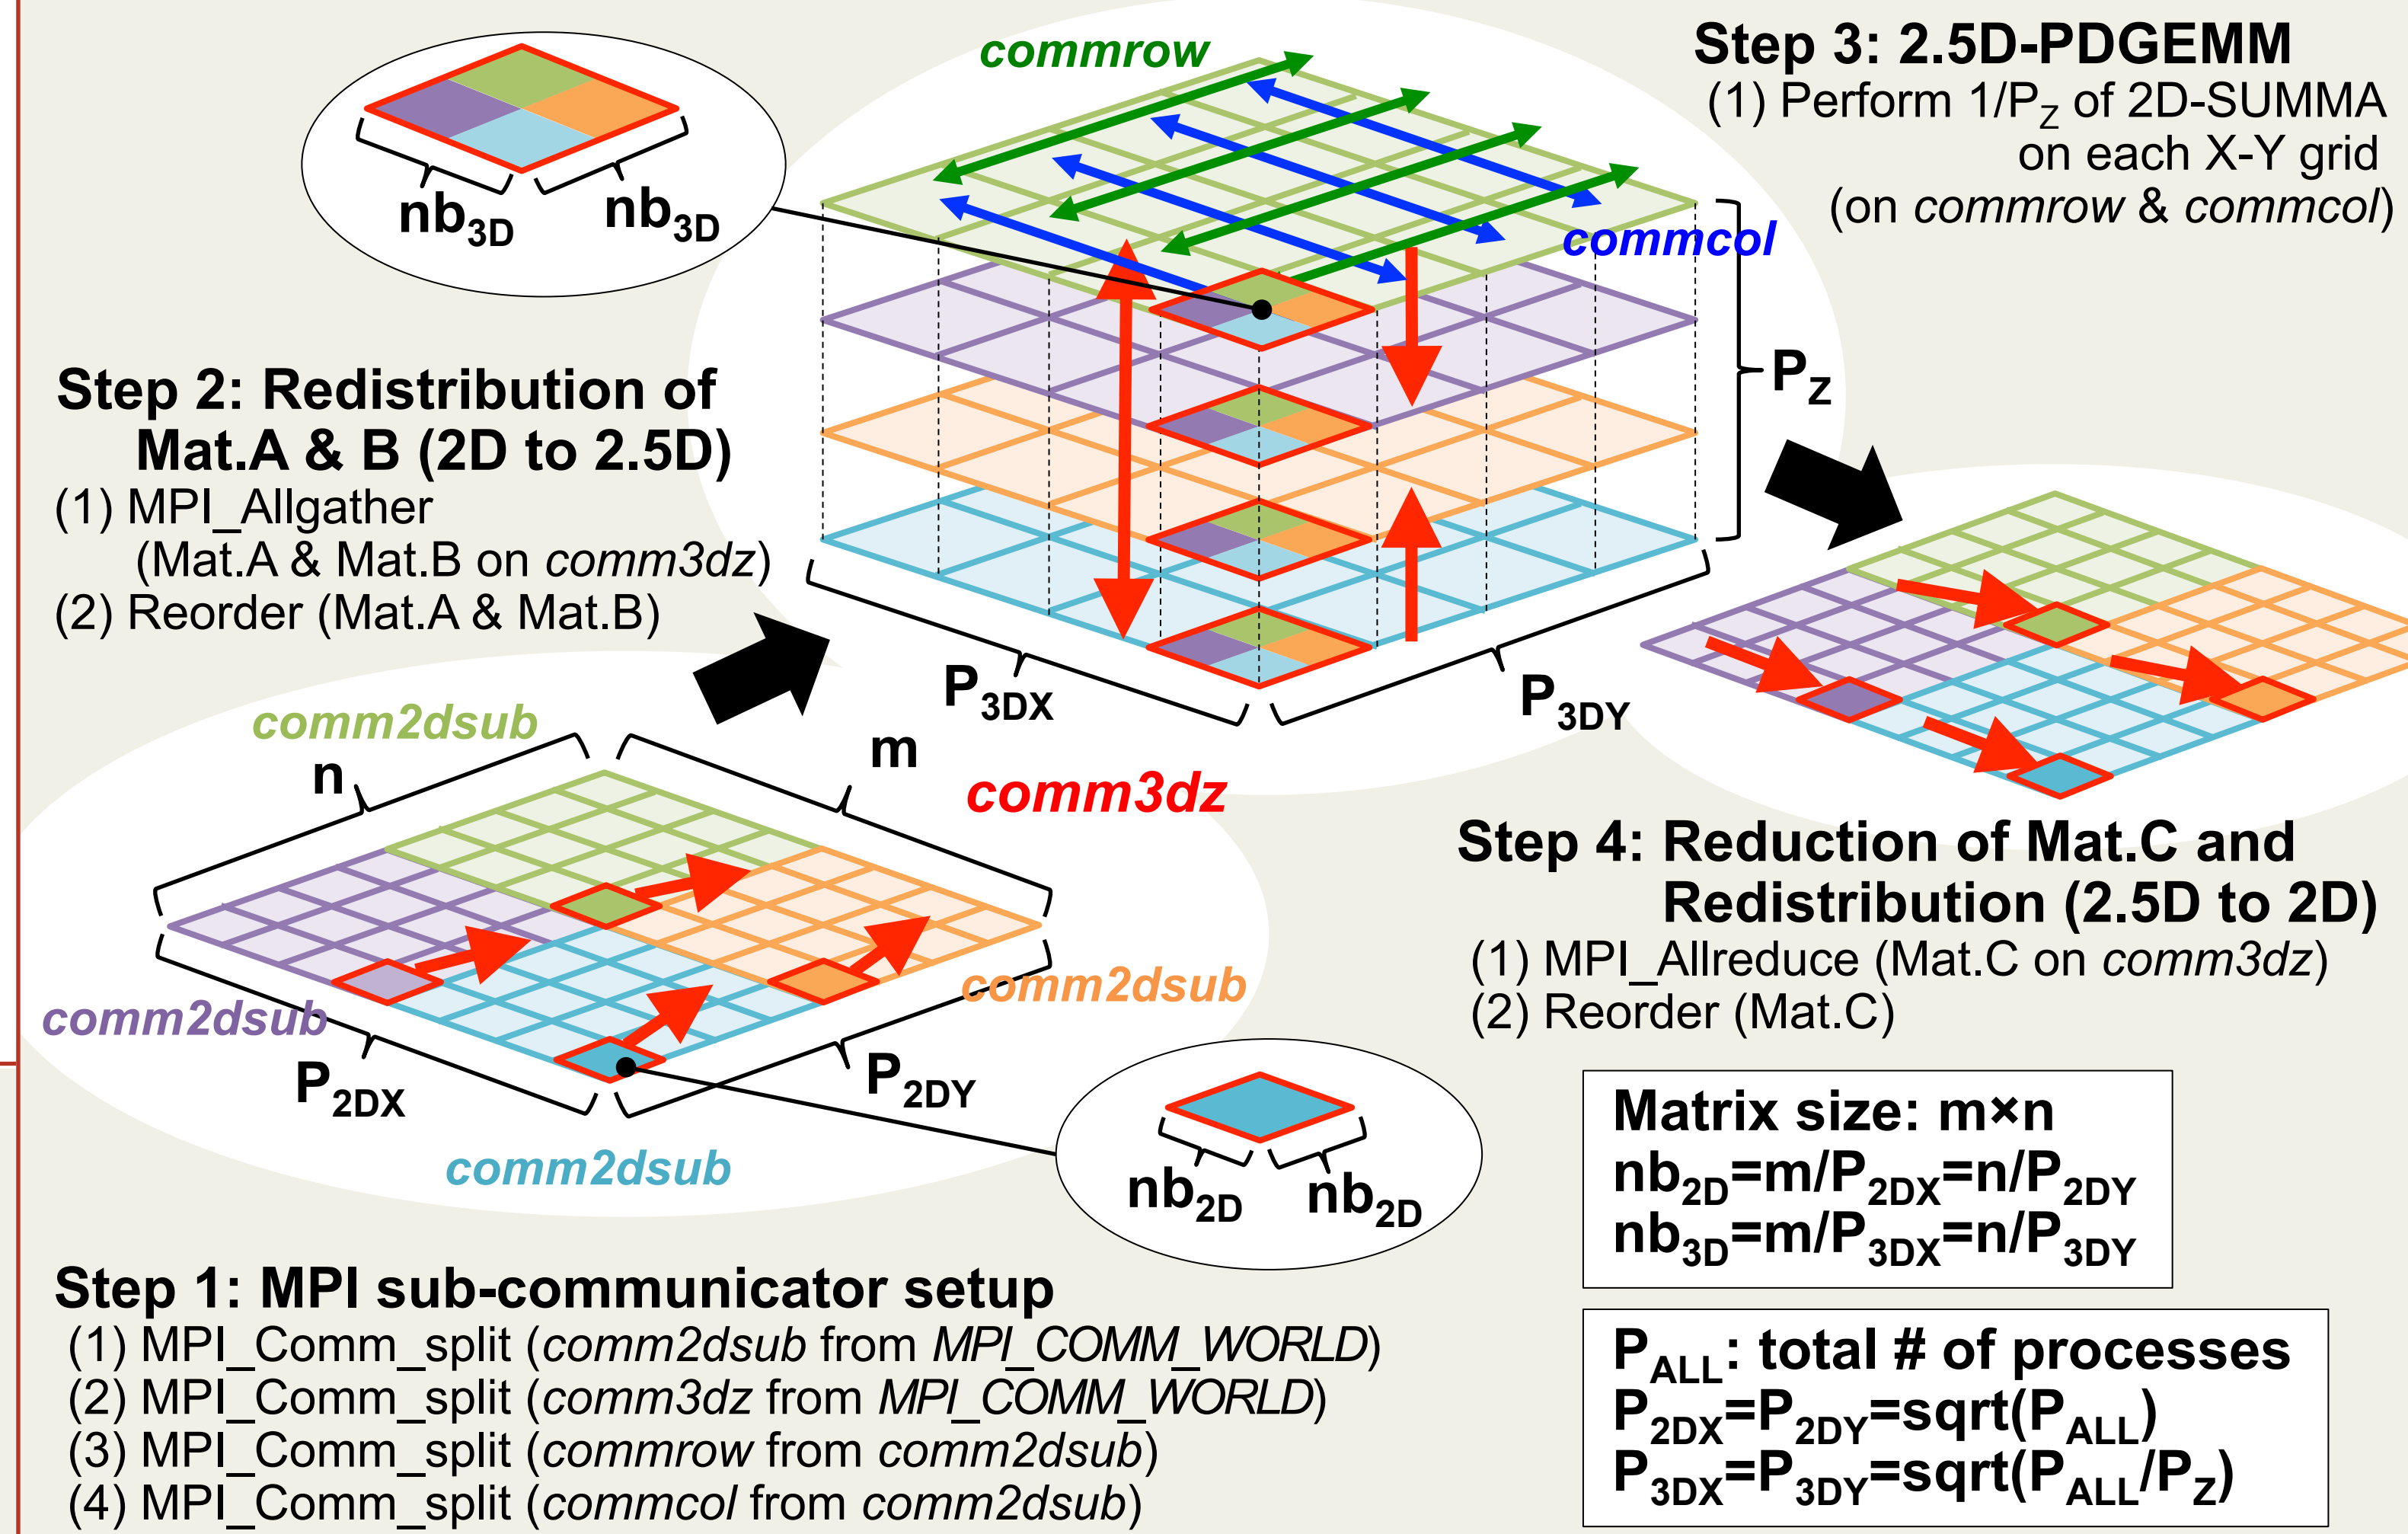 commrow
nb3D
nb3D
commcol
PZ
Step 3: 2.5D-PDGEMM
(1) Perform 1/PZ of 2D-SUMMA
on each X-Y grid
(on commrow & commcol)
Step 2: Redistribution of
Mat.A & B (2D to 2.5D)
(1) MPI_Allgather
(Mat.A & Mat.B on comm3dz)
(2) Reorder (Mat.A & Mat.B)
P3DX
P3DY
comm3dz
comm2dsub
n
m
comm2dsub
comm2dsub
P2DX
P2DY
comm2dsub
nb2D
nb2D
Step 4: Reduction of Mat.C and
Redistribution (2.5D to 2D)
(1) MPI_Allreduce (Mat.C on comm3dz)
(2) Reorder (Mat.C)
Matrix size: m×n
nb2D=m/P2DX=n/P2DY
nb3D=m/P3DX=n/P3DY
Step 1: MPI sub-communicator setup
(1) MPI_Comm_split (comm2dsub from MPI_COMM_WORLD)
(2) MPI_Comm_split (comm3dz from MPI_COMM_WORLD)
(3) MPI_Comm_split (commrow from comm2dsub)
(4) MPI_Comm_split (commcol from comm2dsub)
PALL: total # of processes
P2DX=P2DY=sqrt(PALL)
P3DX=P3DY=sqrt(PALL/PZ)